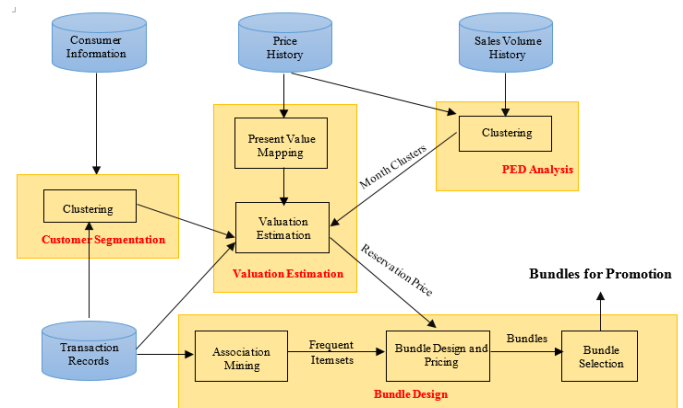 Consumer
Information
Price
History
Sales Volume
History
Present Value
Mapping
Clustering
PED Analysis
Month Clusters
Clustering
Customer Segmentation
Valuation
Estimation
Valuation Estimation
Reservation Price
Bundles for Promotion
Transaction
Records
Association
Mining
Frequent
Itemsets
Bundle Design and
Pricing
Bundles
Bundle
Selection
Bundle Design